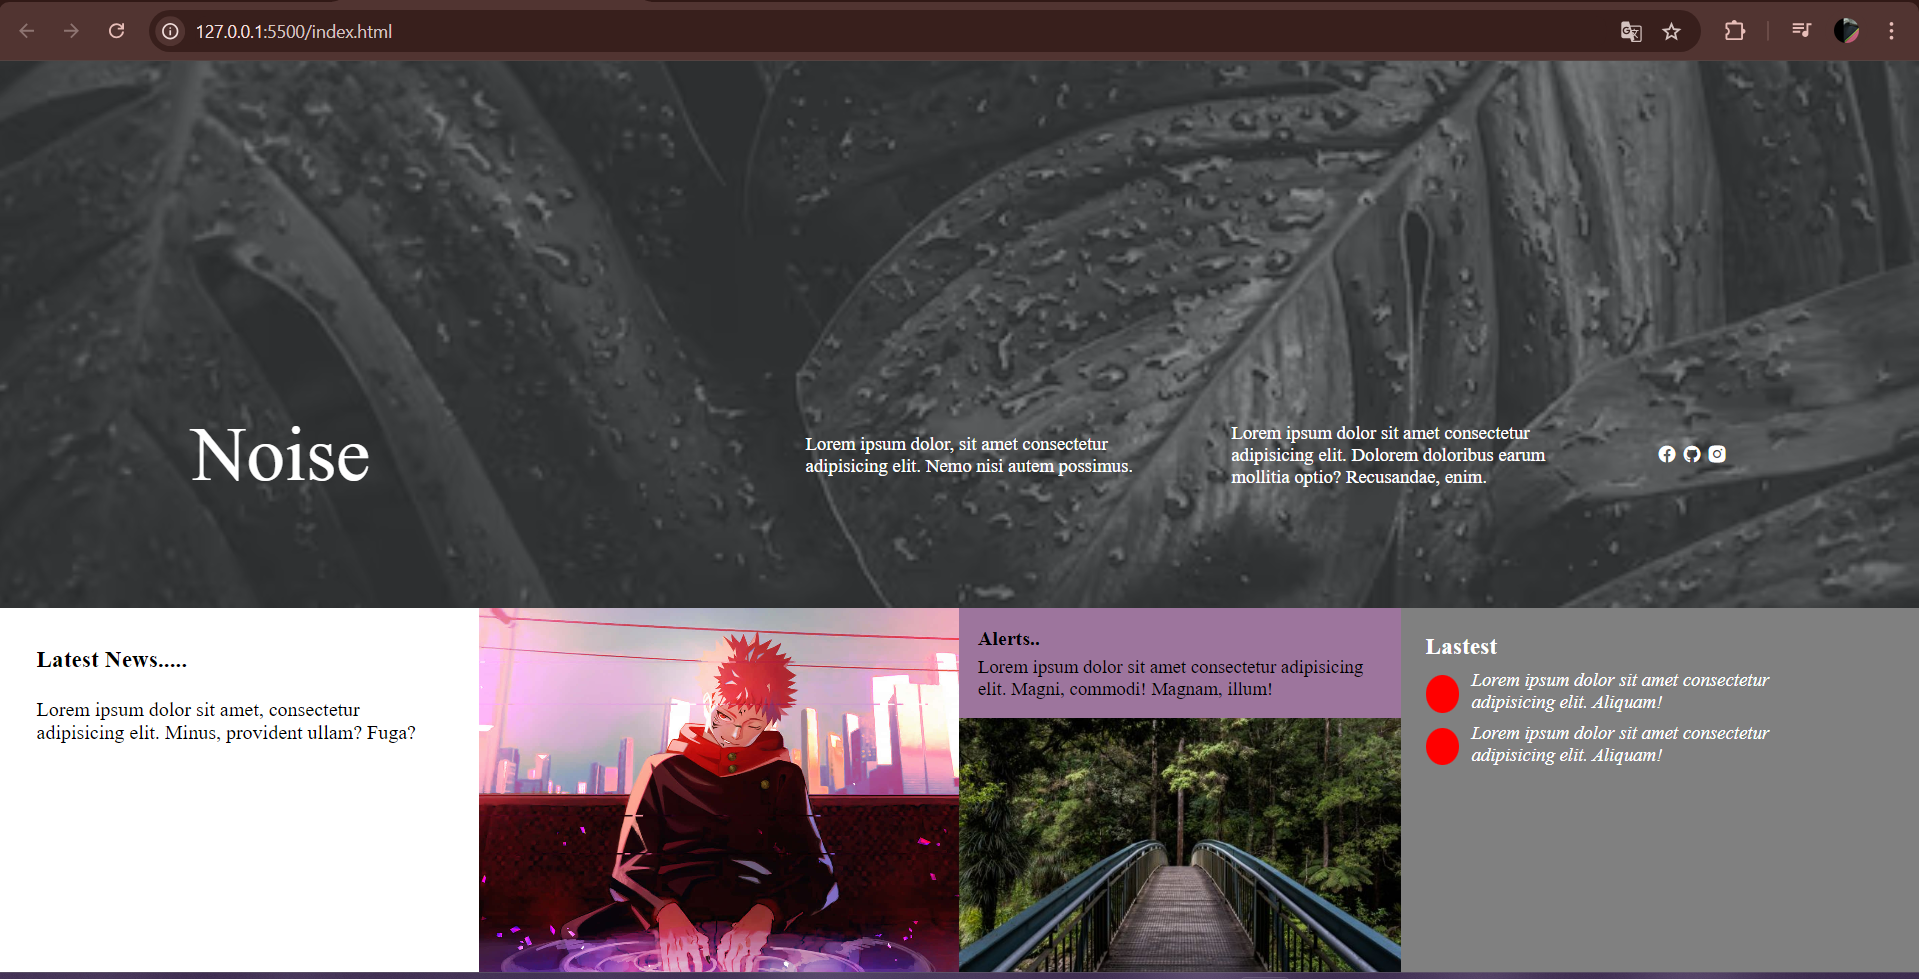 127.0.0.1:5500/index.html
Noise
Lorem ipsum dolor, sit amet consectetur
adipisicing elit. Nemo nisi autem possimus.
Lorem ipsum dolor sit amet consectetur
adipisicing elit. Dolorem doloribus earum
mollitia optio? Recusandae, enim.
Latest News.....
Lorem ipsum dolor sit amet, consectetur
adipisicing elit. Minus, provident ullam? Fuga?
Alerts..
Lorem ipsum dolor sit amet consectetur adipisicing
elit. Magni, commodi! Magnam, illum!
Lastest
Lorem ipsum dolor sit amet consectetur
adipisicing elit. Aliquam!
Lorem ipsum dolor sit amet consectetur
adipisicing elit. Aliquam!